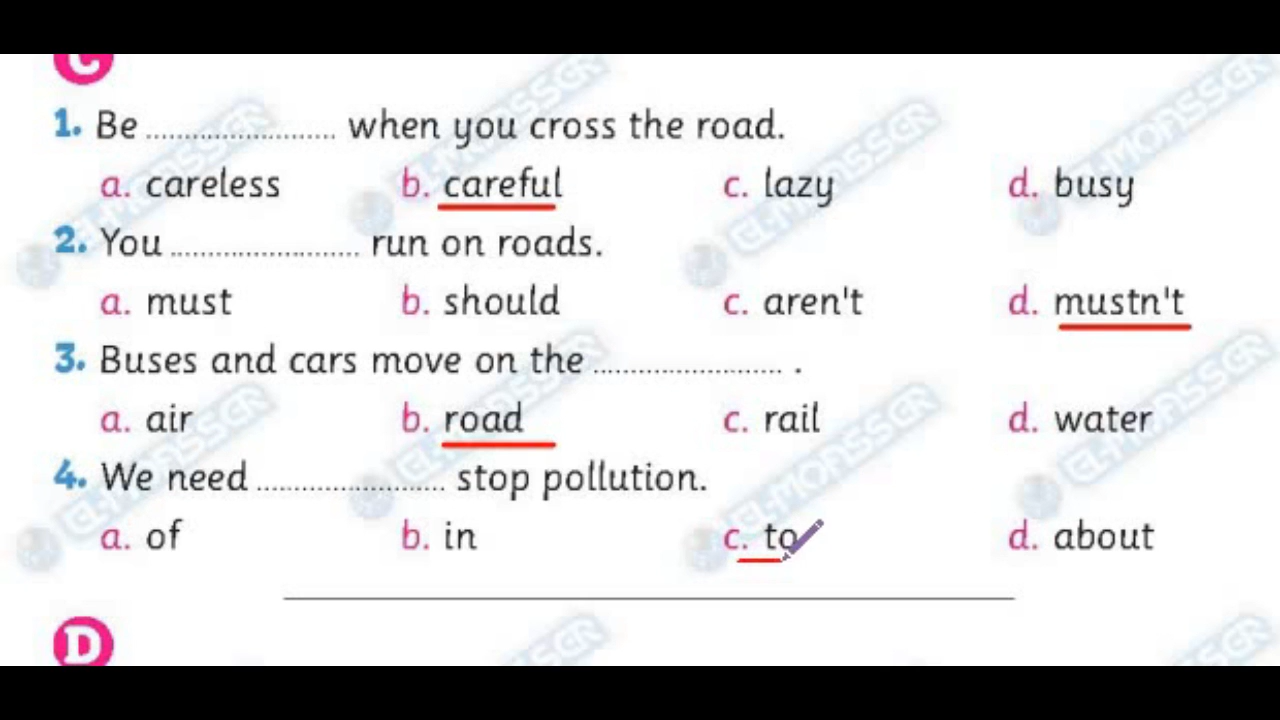 C
1. Be ........................ when you cross the road.
a. careless b. careful c. lazy d. busy
2. You ........................ run on roads.
a. must b. should c. aren't d. mustn't
3. Buses and cars move on the ........................ .
a. air b. road c. rail d. water
4. We need ........................ stop pollution.
a. of b. in c. to d. about
D